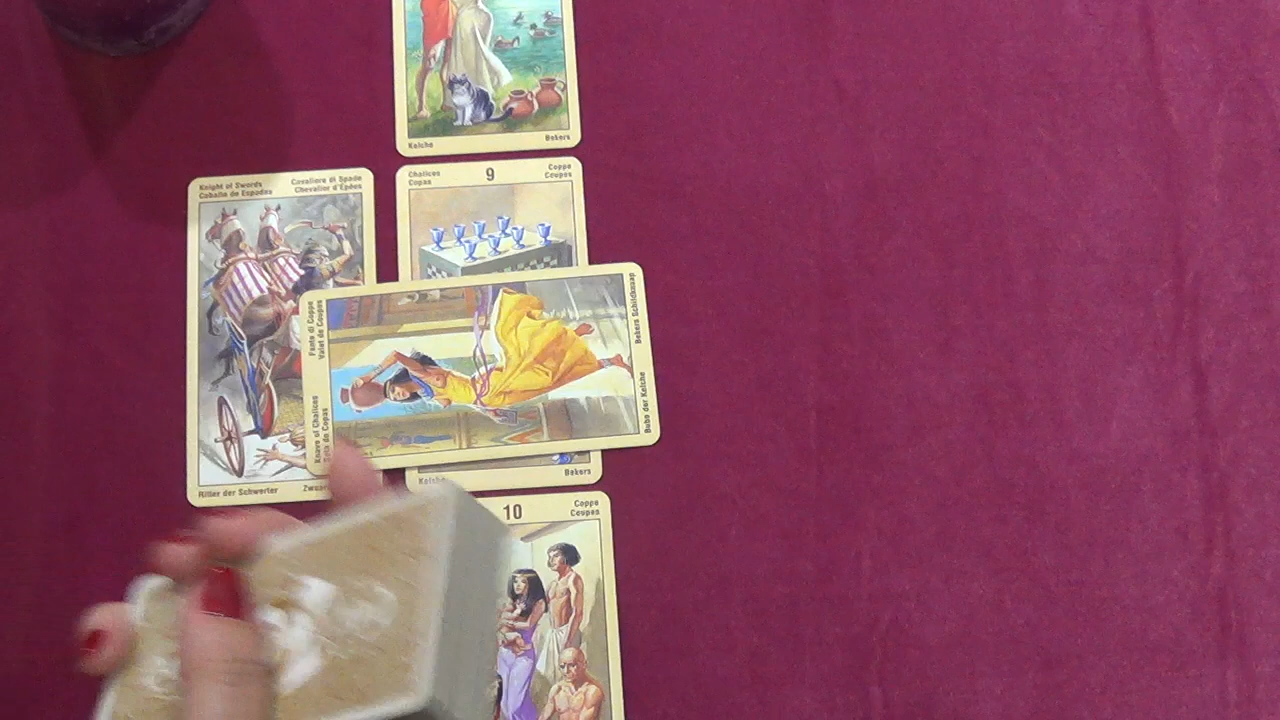 Kelche
Bekers
Knight of Swords
Caballo de Espadas
Cavaliere di Spade
Chevalier d'Epées
Ritter der Schwerter
Chalices
Copas
9
Coppe
Coupes
Kelche
Bekers
Knave of Chalices
Sota de Copas
Fante di Coppe
Valet de Coupes
Bube der Kelche
Bekers Schildknaap
10
Coppe
Coupes